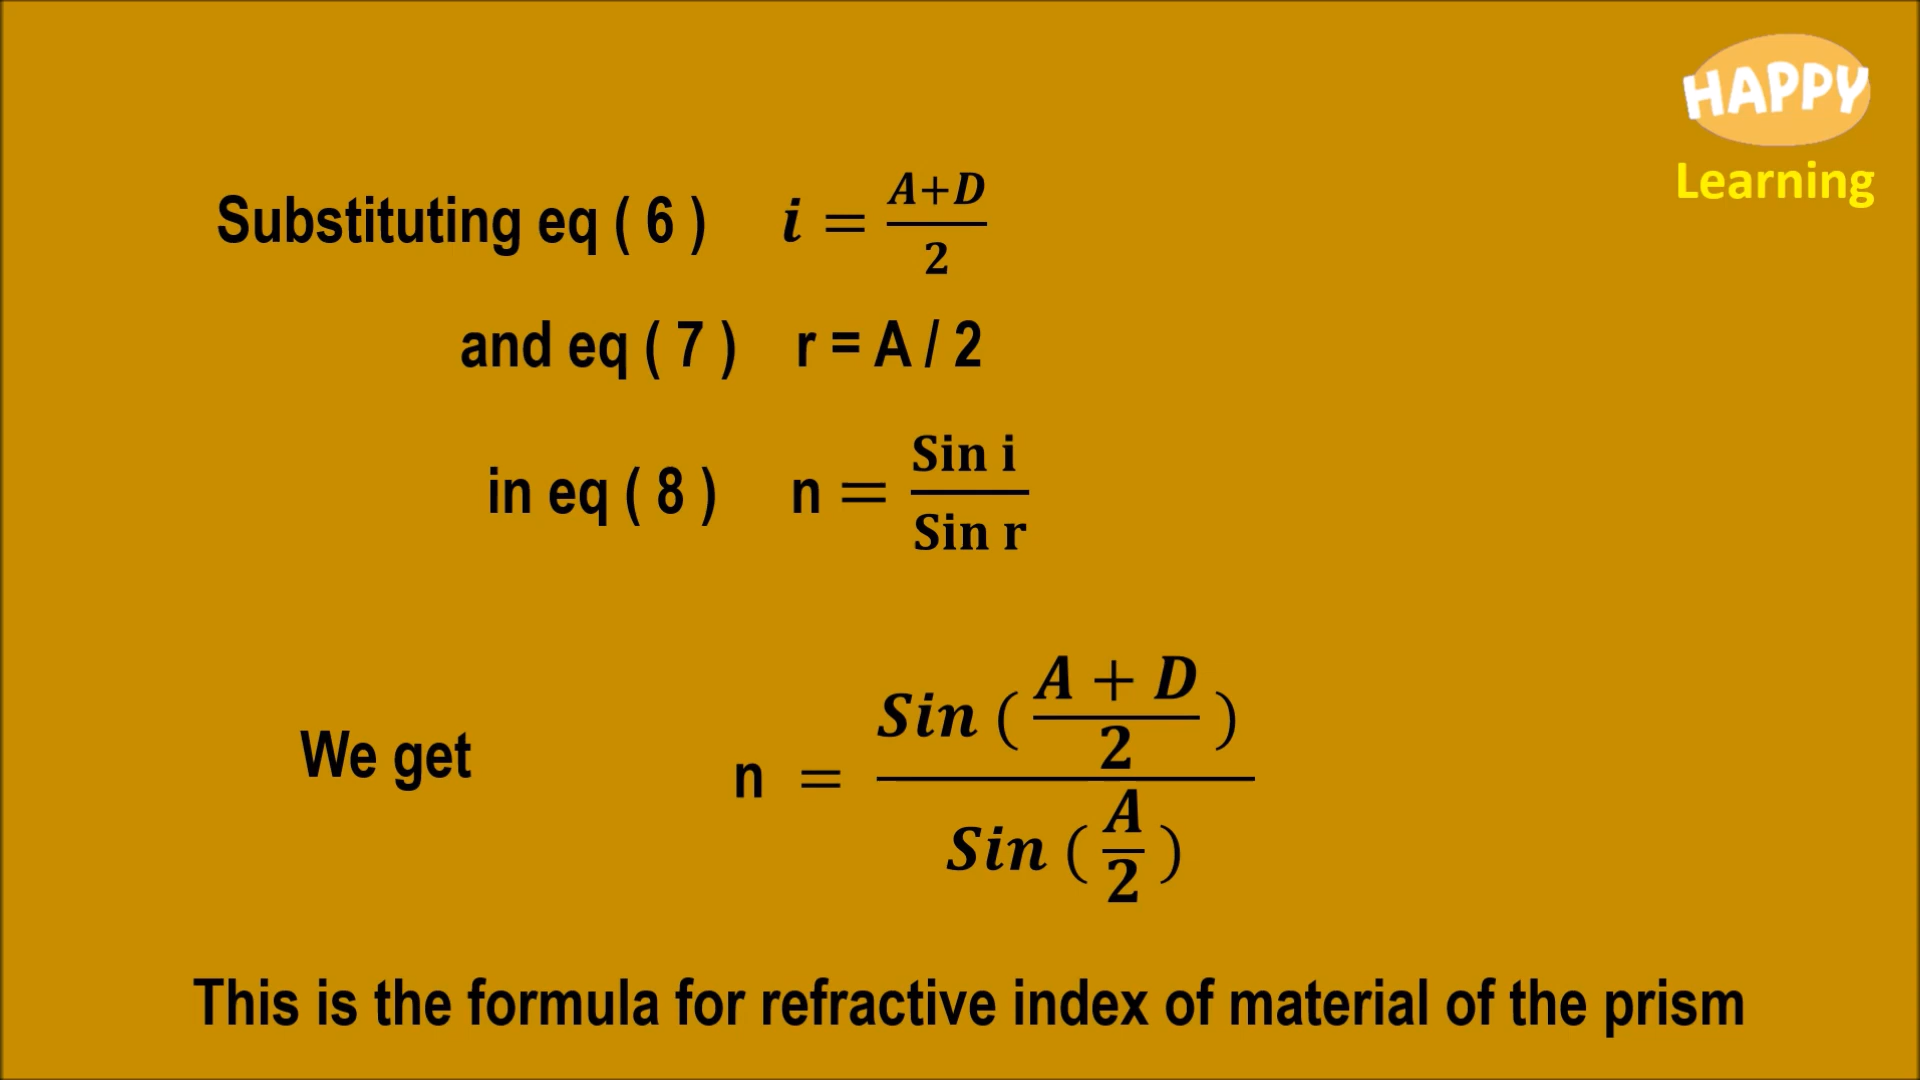 HAPPY
Learning
Substituting eq ( 6 ) i = A+D / 2
and eq ( 7 ) r = A / 2
in eq ( 8 ) n = Sin i / Sin r
We get n = Sin ( A + D / 2 ) / Sin ( A / 2 )
This is the formula for refractive index of material of the prism